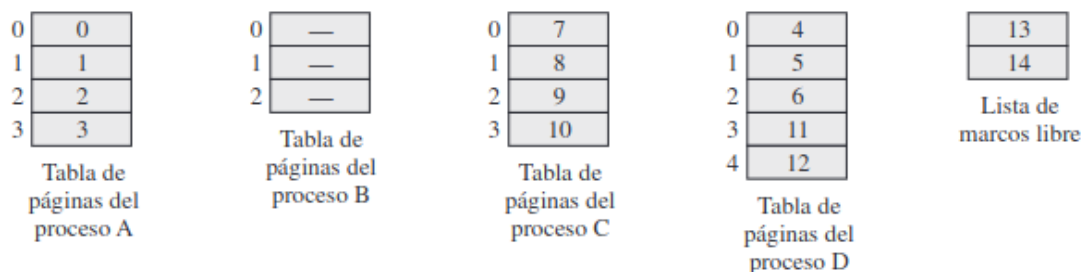 0 0
1 1
2 2
3 3
Tabla de
páginas del
proceso A
0 —
1 —
2 —
Tabla de
páginas del
proceso B
0 7
1 8
2 9
3 10
Tabla de
páginas del
proceso C
0 4
1 5
2 6
3 11
4 12
Tabla de
páginas del
proceso D
13
14
Lista de
marcos libre